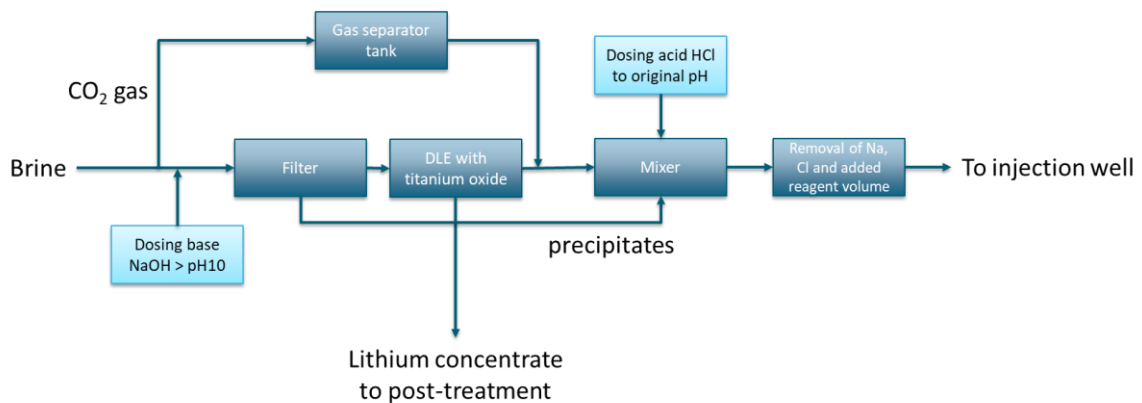 Gas separator
tank
Dosing acid HCl
to original pH
CO₂ gas
Brine
Filter
DLE with
titanium oxide
Mixer
Removal of Na,
Cl and added
reagent volume
To injection well
Dosing base
NaOH > pH10
precipitates
Lithium concentrate
to post-treatment